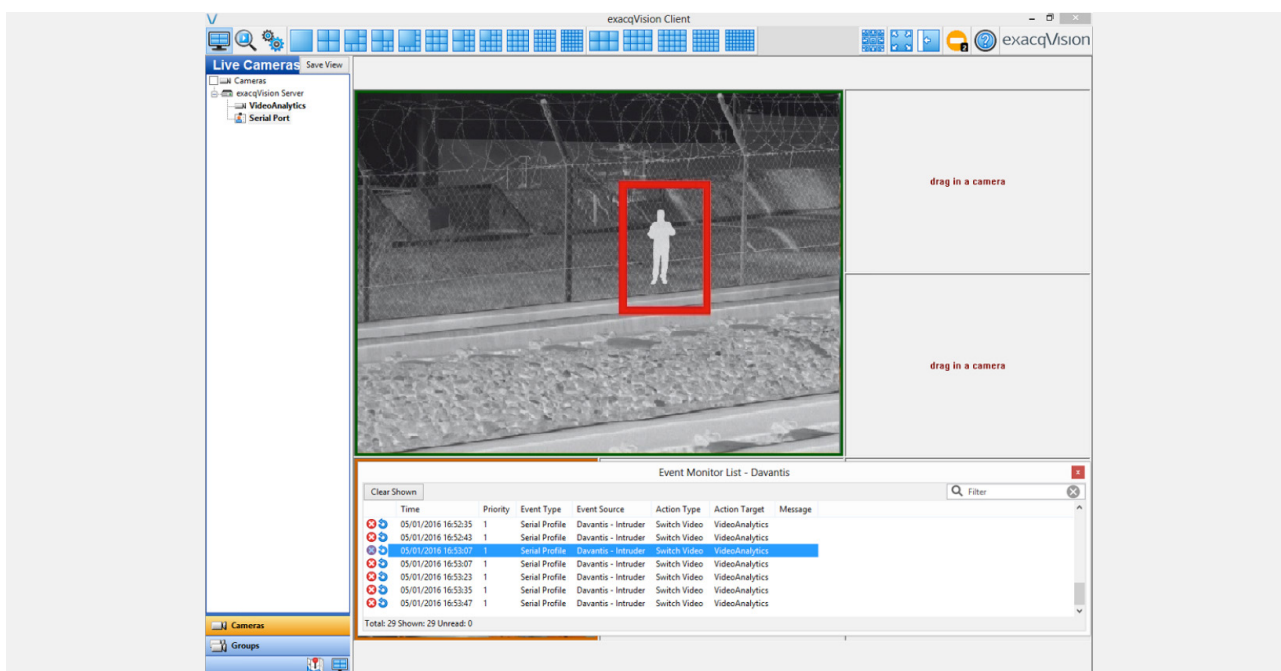 exacqVision Client
exacqVision
Live Cameras Save View
Cameras
exacqVision Server
VideoAnalytics
Serial Port
drag in a camera
drag in a camera
Event Monitor List - Davantis
Clear Shown Filter
Time Priority Event Type Event Source Action Type Action Target Message
05/01/2016 16:52:35 1 Serial Profile Davantis - Intruder Switch Video VideoAnalytics
05/01/2016 16:52:43 1 Serial Profile Davantis - Intruder Switch Video VideoAnalytics
05/01/2016 16:53:07 1 Serial Profile Davantis - Intruder Switch Video VideoAnalytics
05/01/2016 16:53:07 1 Serial Profile Davantis - Intruder Switch Video VideoAnalytics
05/01/2016 16:53:23 1 Serial Profile Davantis - Intruder Switch Video VideoAnalytics
05/01/2016 16:53:35 1 Serial Profile Davantis - Intruder Switch Video VideoAnalytics
05/01/2016 16:53:47 1 Serial Profile Davantis - Intruder Switch Video VideoAnalytics
Total: 29 Shown: 29 Unread: 0
Cameras
Groups